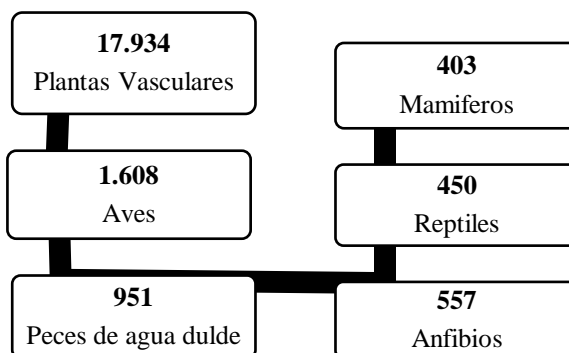 17.934
Plantas Vasculares
1.608
Aves
951
Peces de agua dulde
403
Mamiferos
450
Reptiles
557
Anfibios